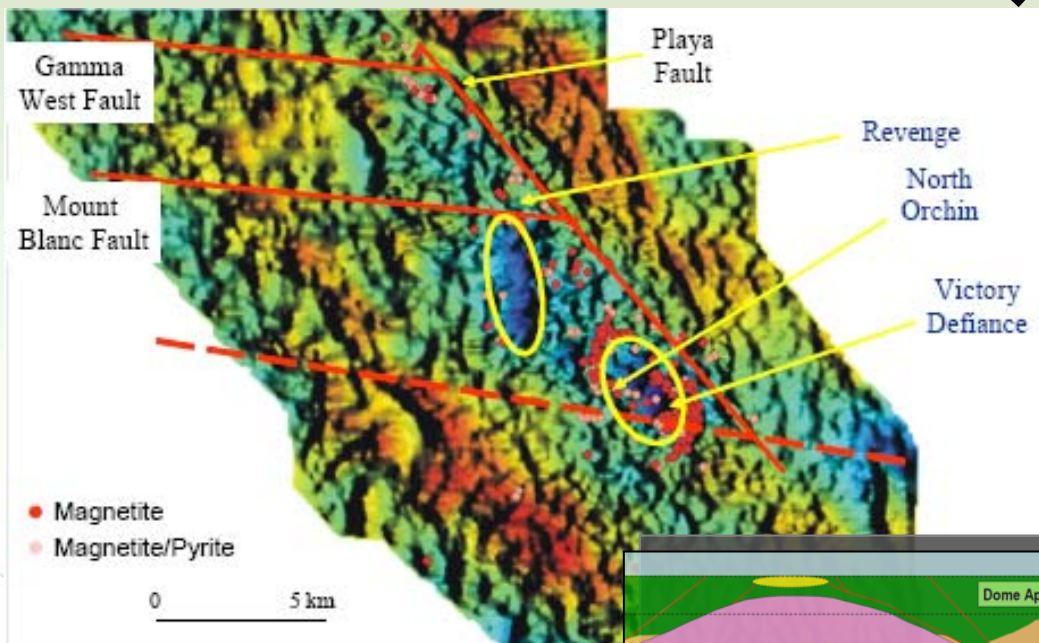 Gamma
West Fault
Playa
Fault
Revenge
North
Orchin
Mount
Blanc Fault
Victory
Defiance
Magnetite
Magnetite/Pyrite
0 5 km
Dome